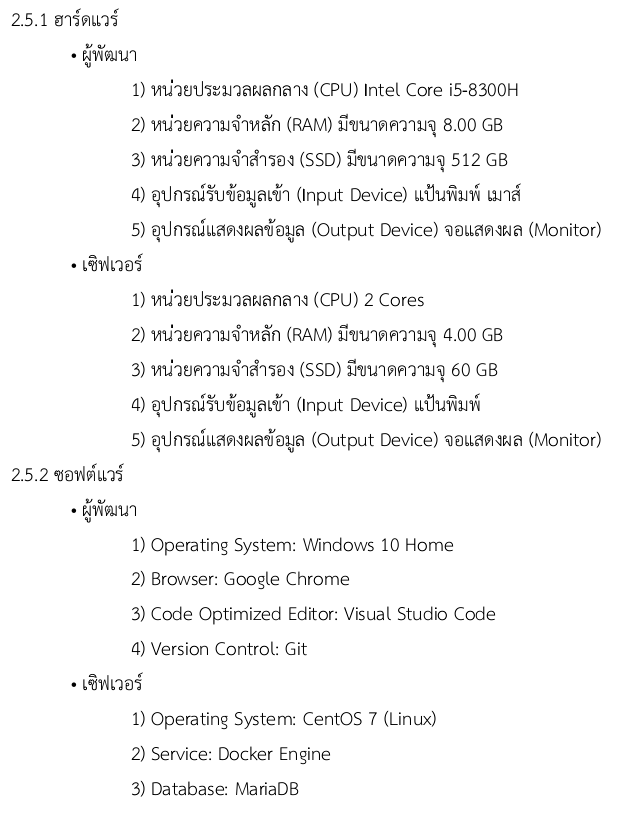 2.5.1 ฮาร์ดแวร์
• ผู้พัฒนา
1) หน่วยประมวลผลกลาง (CPU) Intel Core i5-8300H
2) หน่วยความจำหลัก (RAM) มีขนาดความจุ 8.00 GB
3) หน่วยความจำสำรอง (SSD) มีขนาดความจุ 512 GB
4) อุปกรณ์รับข้อมูลเข้า (Input Device) แป้นพิมพ์ เมาส์
5) อุปกรณ์แสดงผลข้อมูล (Output Device) จอแสดงผล (Monitor)
• เซิฟเวอร์
1) หน่วยประมวลผลกลาง (CPU) 2 Cores
2) หน่วยความจำหลัก (RAM) มีขนาดความจุ 4.00 GB
3) หน่วยความจำสำรอง (SSD) มีขนาดความจุ 60 GB
4) อุปกรณ์รับข้อมูลเข้า (Input Device) แป้นพิมพ์
5) อุปกรณ์แสดงผลข้อมูล (Output Device) จอแสดงผล (Monitor)
2.5.2 ซอฟต์แวร์
• ผู้พัฒนา
1) Operating System: Windows 10 Home
2) Browser: Google Chrome
3) Code Optimized Editor: Visual Studio Code
4) Version Control: Git
• เซิฟเวอร์
1) Operating System: CentOS 7 (Linux)
2) Service: Docker Engine
3) Database: MariaDB